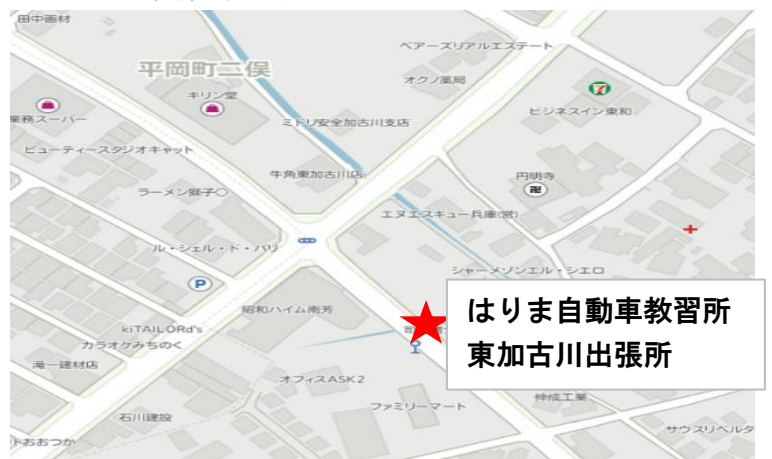 田中画材
ベアーズリアルエステート
平岡町二俣
オクノ薬局
キリン堂
業務スーパー
ミドリ安全加古川支店
ビジネスイン東和
ビューティースタジオキャット
牛角東加古川店
円明寺
ラーメン獅子〇
エヌエスキュー兵庫(営)
ル・シェル・ド・パリ
シャーメゾンエル・シエロ
P
はりま自動車教習所
東加古川出張所
昭和ハイム南芳
kiTAILORd's
カラオケみちのく
滝一建材店
オフィスASK2
ファミリーマート
伸成工業
石川建設
サウスリベルタ
トおおつか